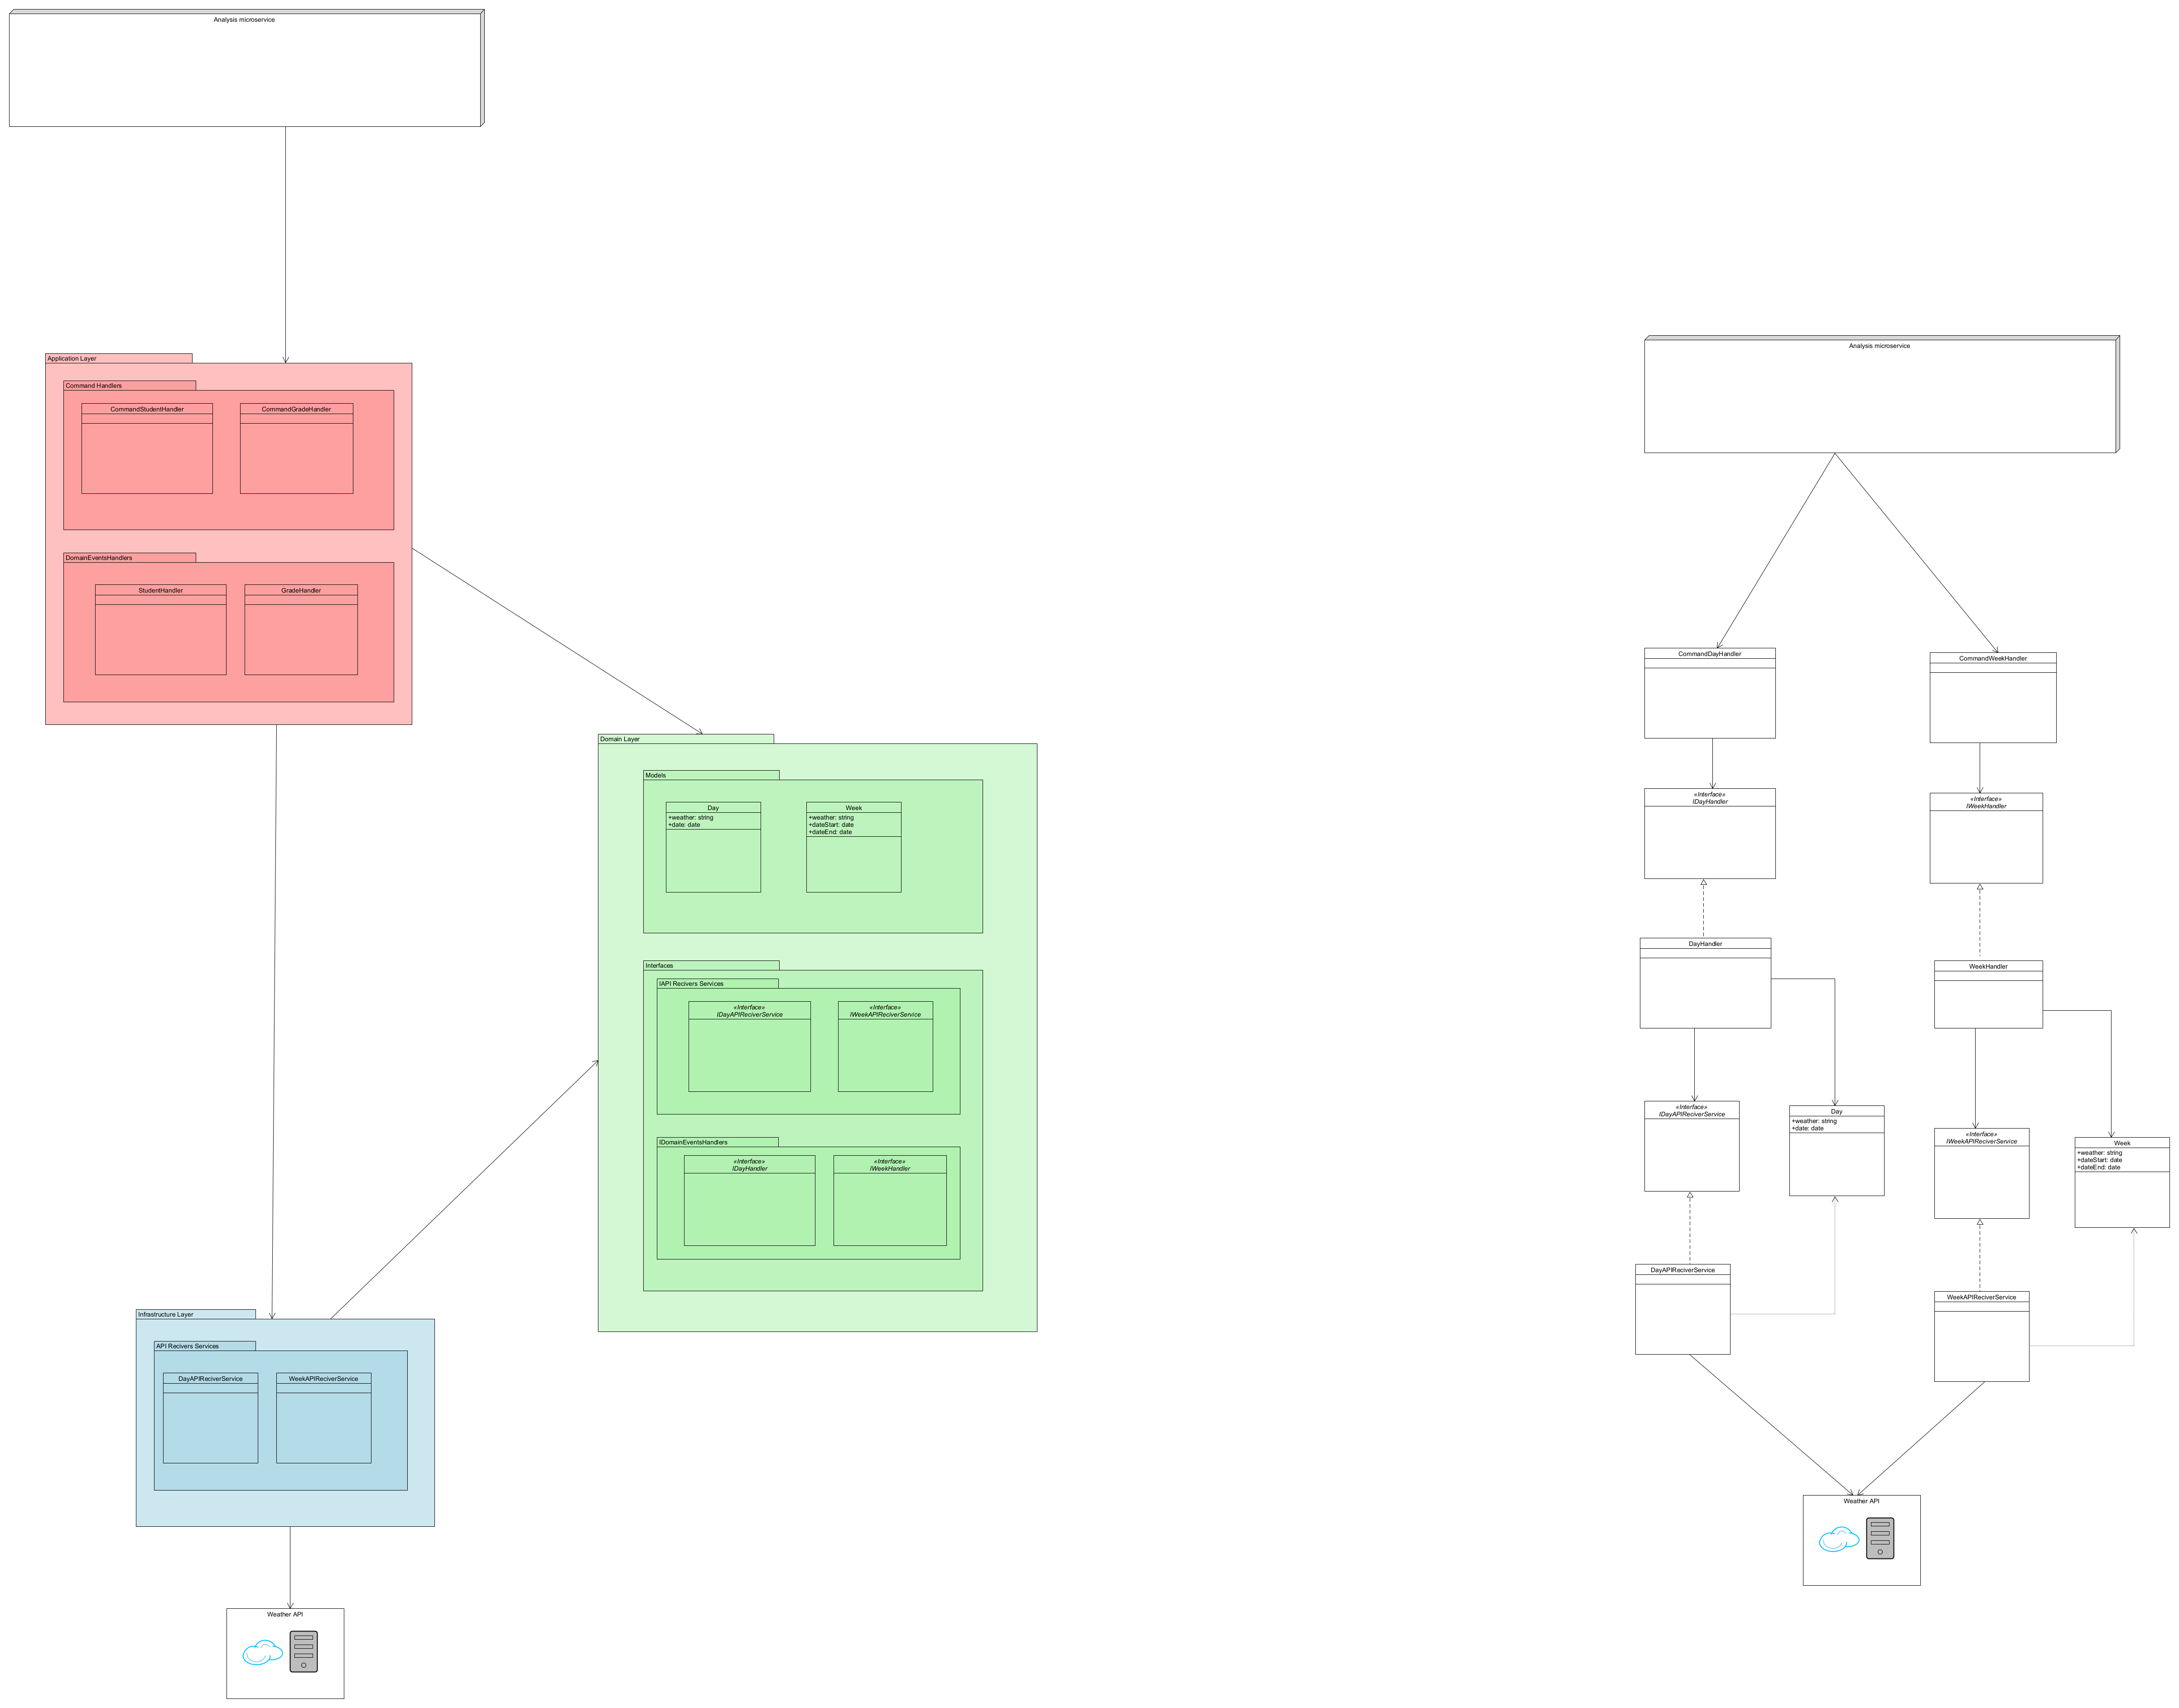 Analysis microservice
Application Layer
Command Handlers
CommandStudentHandler
CommandGradeHandler
DomainEventsHandlers
StudentHandler
GradeHandler
Domain Layer
Models
Day
+weather: string
+date: date
Week
+weather: string
+dateStart: date
+dateEnd: date
Interfaces
IAPI Recivers Services
«Interface»
IDayAPIReciverService
«Interface»
IWeekAPIReciverService
IDomainEventsHandlers
«Interface»
IDayHandler
«Interface»
IWeekHandler
Infrastructure Layer
API Recivers Services
DayAPIReciverService
WeekAPIReciverService
Weather API
Analysis microservice
CommandDayHandler
CommandWeekHandler
«Interface»
IDayHandler
«Interface»
IWeekHandler
DayHandler
WeekHandler
«Interface»
IDayAPIReciverService
Day
+weather: string
+date: date
«Interface»
IWeekAPIReciverService
Week
+weather: string
+dateStart: date
+dateEnd: date
DayAPIReciverService
WeekAPIReciverService
Weather API